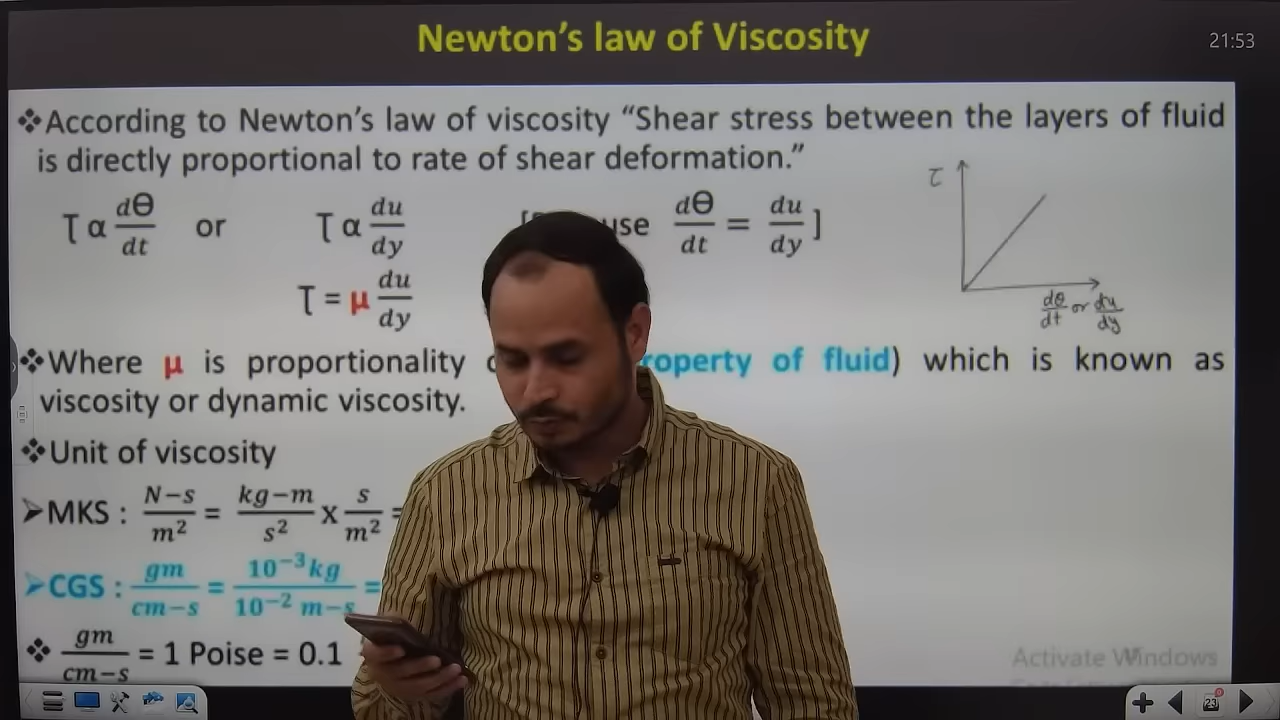 Newton's law of Viscosity
21:53
❖According to Newton's law of viscosity “Shear stress between the layers of fluid
is directly proportional to rate of shear deformation.”
τ
τ α dθ/dt or τ α du/dy dθ/dt = du/dy ]
τ = μ du/dy
dθ/dt or du/dy
❖Where μ is proportionality property of fluid) which is known as
viscosity or dynamic viscosity.
❖Unit of viscosity
➢MKS : N−s/m² = kg−m/s² x s/m² =
➢CGS : gm/cm−s = 10⁻³kg/10⁻² m−s =
❖ gm/cm−s = 1 Poise = 0.1
Activate Windows
23